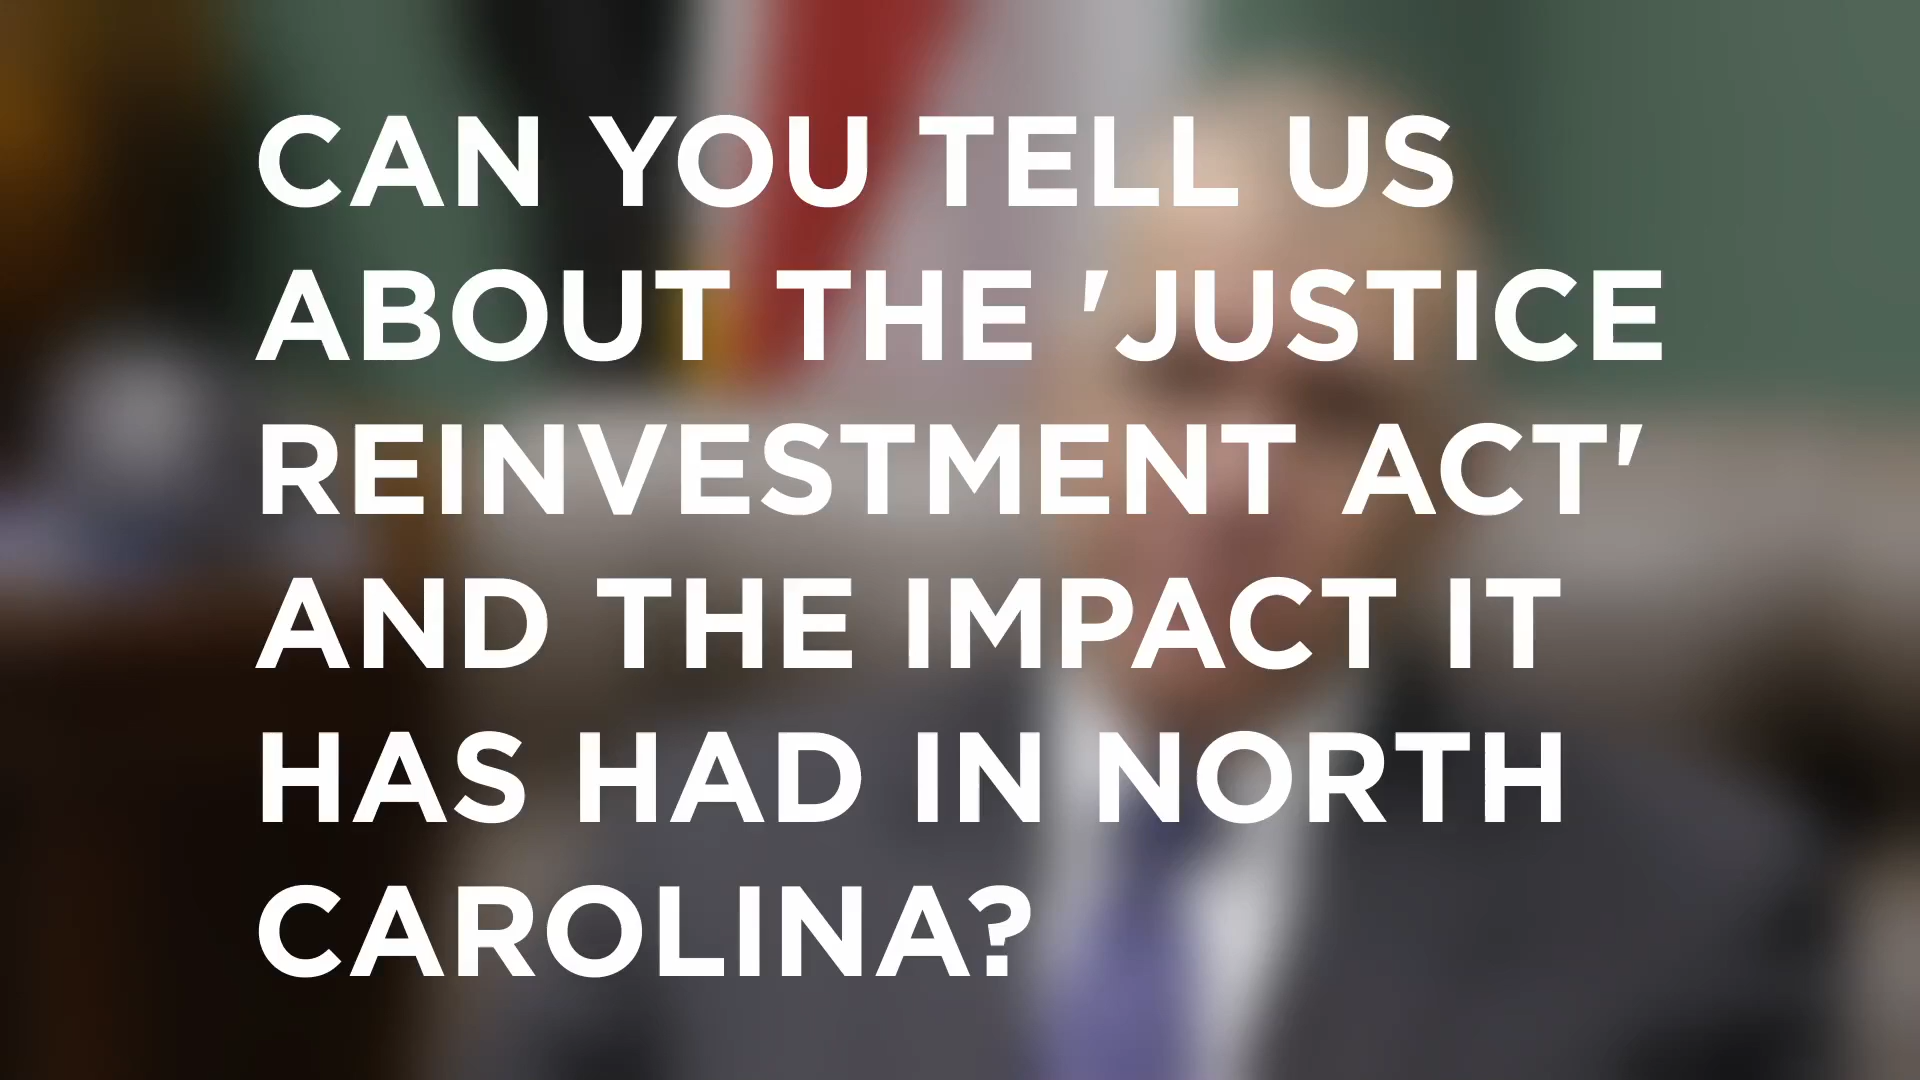 CAN YOU TELL US
ABOUT THE 'JUSTICE
REINVESTMENT ACT'
AND THE IMPACT IT
HAS HAD IN NORTH
CAROLINA?